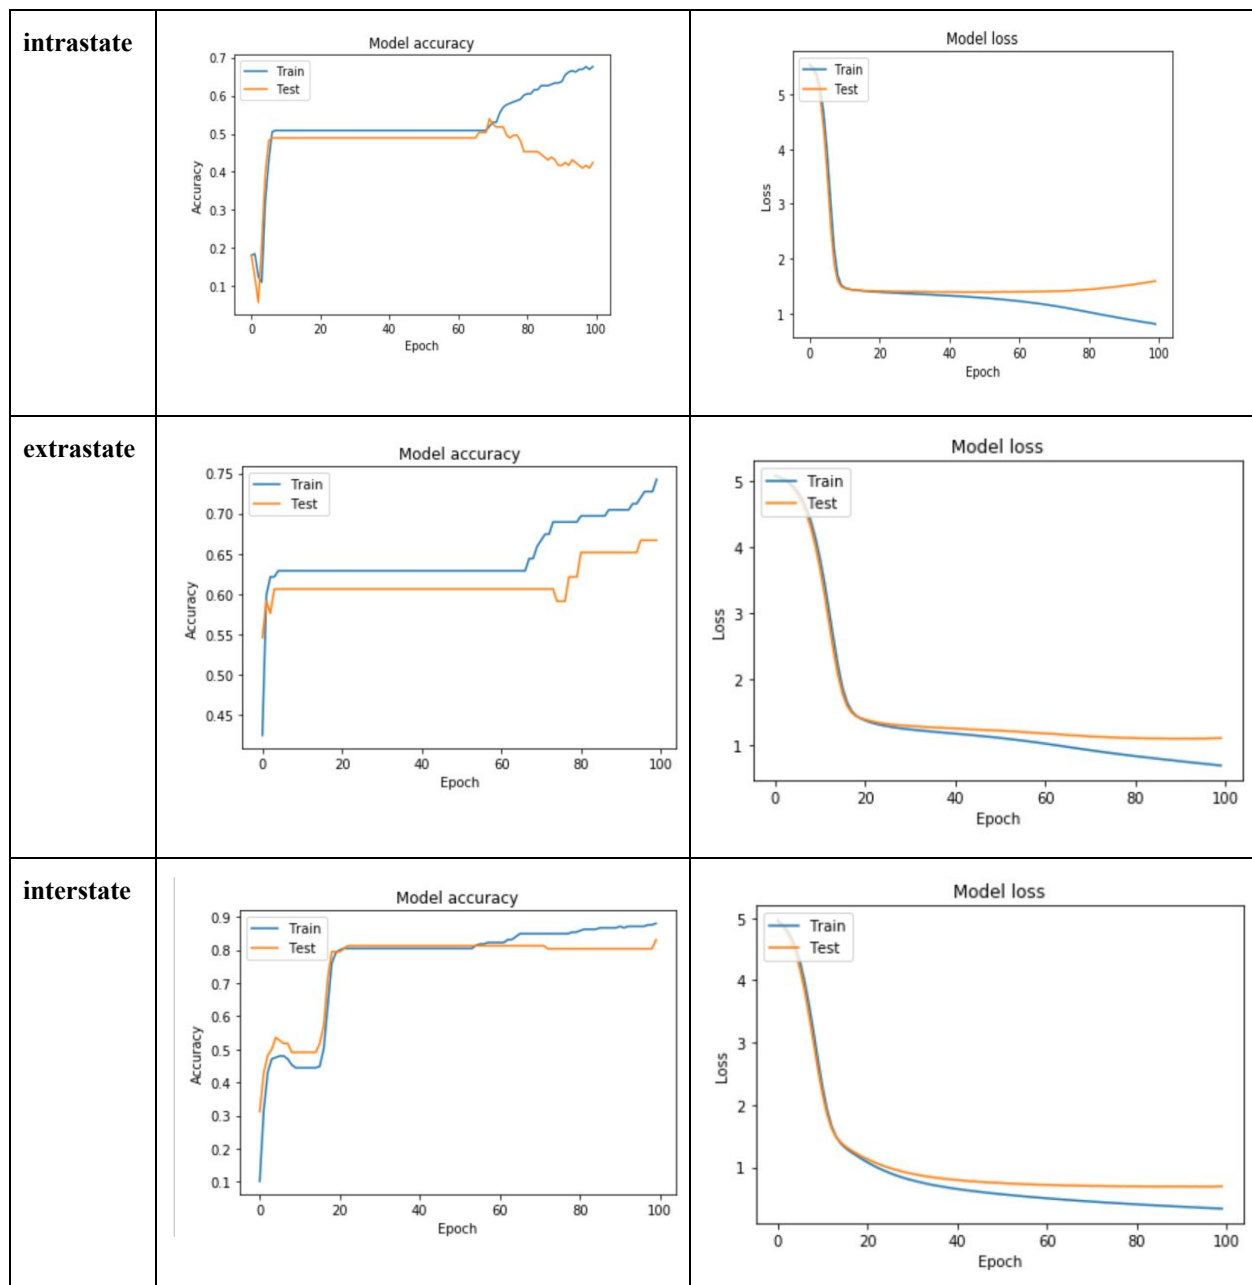 intrastate
Model accuracy
Train
Test
0.7
0.6
0.5
0.4
0.3
0.2
0.1
Accuracy
0 20 40 60 80 100
Epoch
Model loss
Train
Test
5
4
3
2
1
Loss
0 20 40 60 80 100
Epoch
extrastate
Model accuracy
Train
Test
0.75
0.70
0.65
0.60
0.55
0.50
0.45
Accuracy
0 20 40 60 80 100
Epoch
Model loss
Train
Test
5
4
3
2
1
Loss
0 20 40 60 80 100
Epoch
interstate
Model accuracy
Train
Test
0.9
0.8
0.7
0.6
0.5
0.4
0.3
0.2
0.1
Accuracy
0 20 40 60 80 100
Epoch
Model loss
Train
Test
5
4
3
2
1
Loss
0 20 40 60 80 100
Epoch